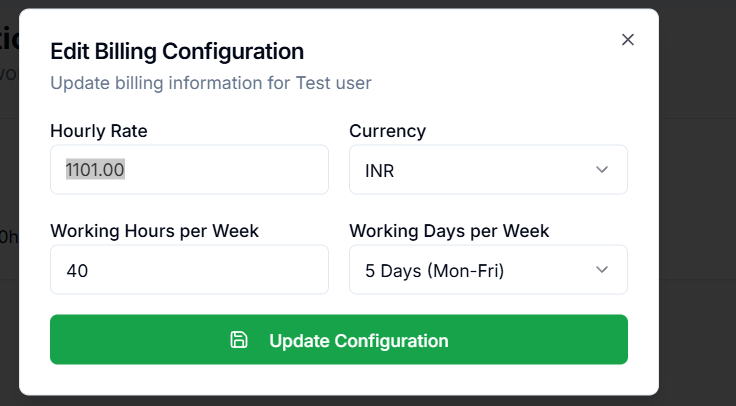 Edit Billing Configuration
Update billing information for Test user
Hourly Rate
Currency
1101.00
INR
Working Hours per Week
Working Days per Week
40
5 Days (Mon-Fri)
Update Configuration